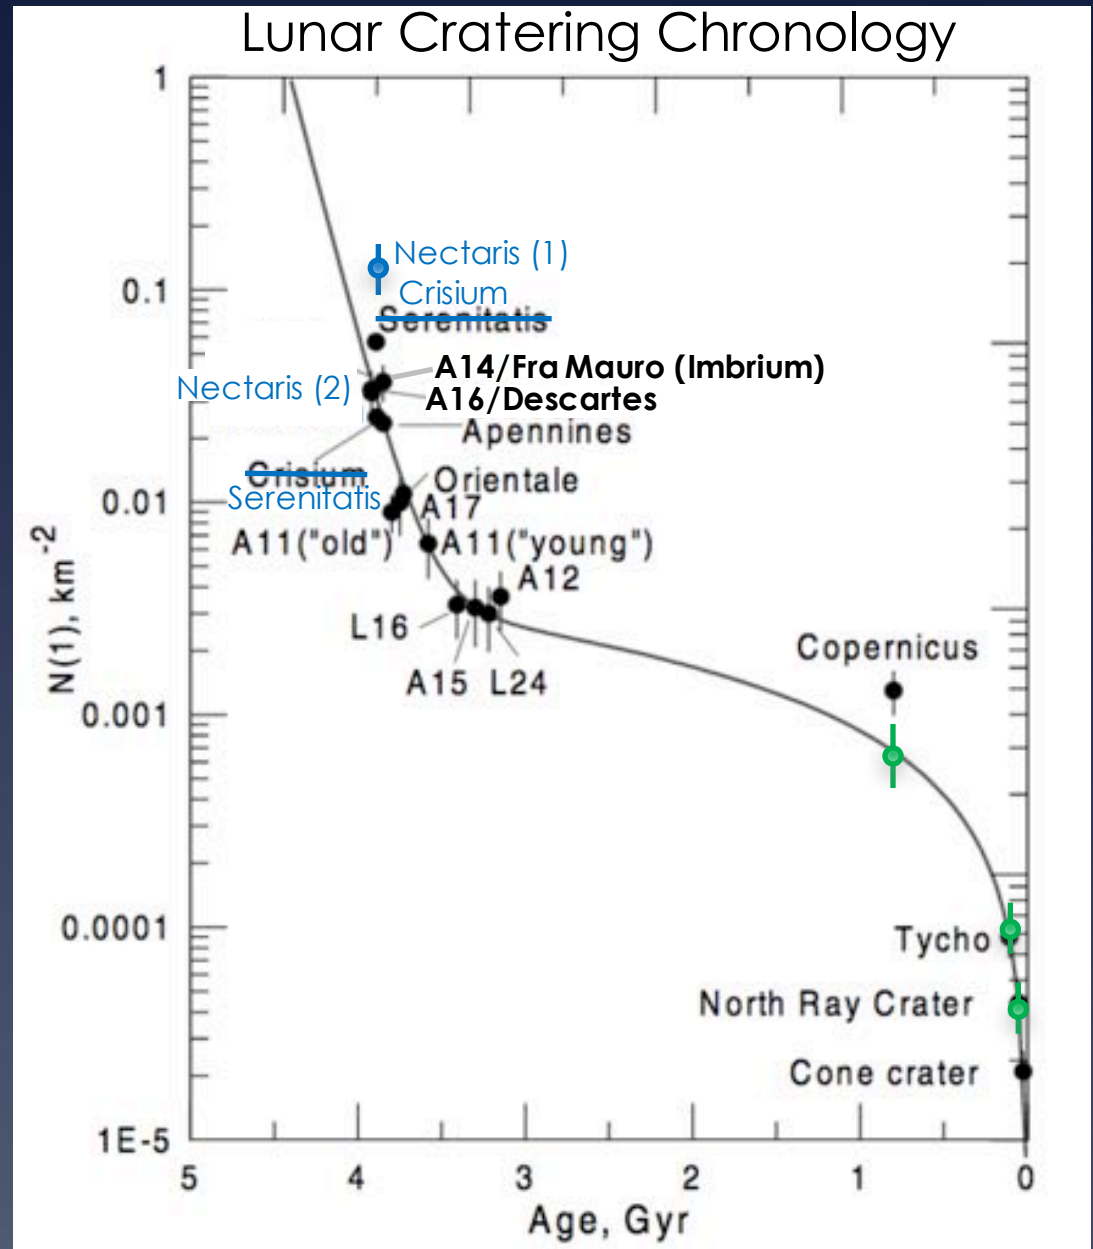 Lunar Cratering Chronology
1
Nectaris (1)
0.1
Crisium
Serenitatis
A14/Fra Mauro (Imbrium)
Nectaris (2)
A16/Descartes
Apennines
Crisium
Orientale
0.01
Serenitatis
A17
A11("old")
A11("young")
A12
L16
Copernicus
A15
L24
N(1), km-2
0.001
0.0001
Tycho
North Ray Crater
Cone crater
1E-5
5 4 3 2 1 0
Age, Gyr